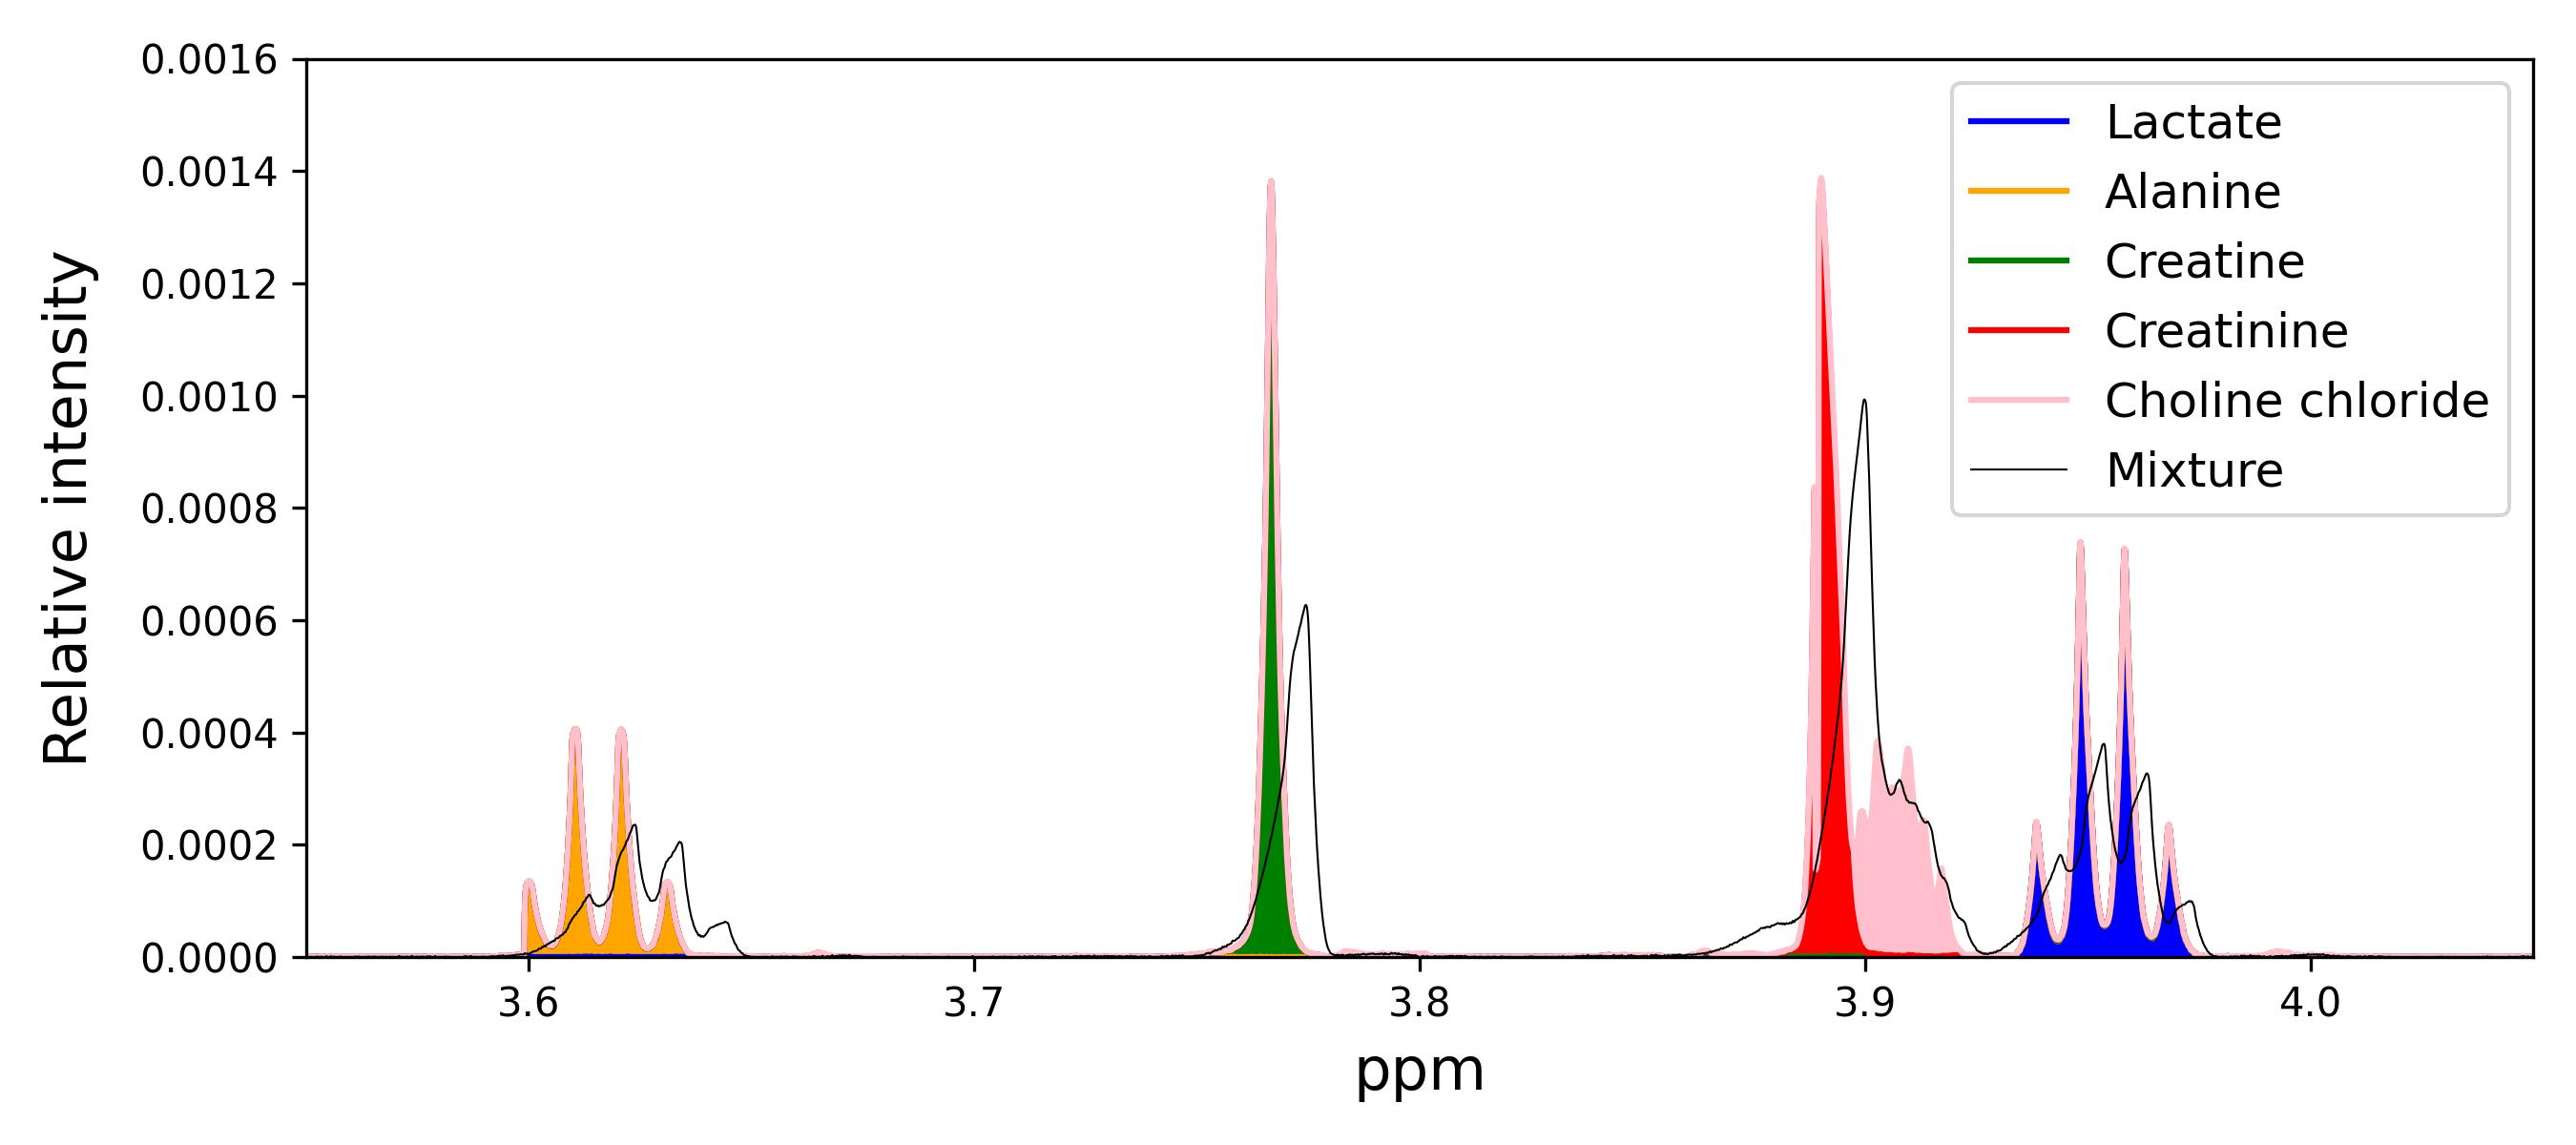 0.0016
0.0014
0.0012
0.0010
0.0008
0.0006
0.0004
0.0002
0.0000
Relative intensity
Lactate
Alanine
Creatine
Creatinine
Choline chloride
Mixture
3.6 3.7 3.8 3.9 4.0
ppm